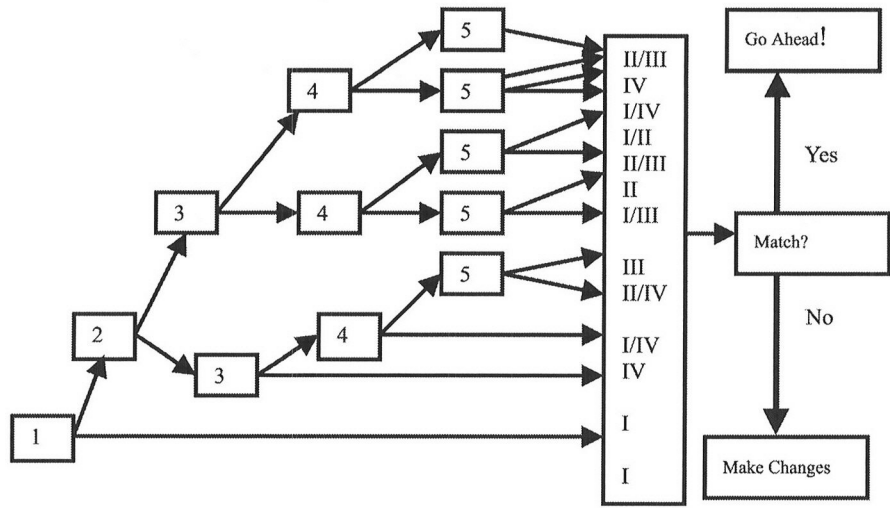 5
5
4
5
5
4
3
5
4
3
2
1
II/III
IV
I/IV
I/II
II/III
II
I/III
III
II/IV
I/IV
IV
I
I
Go Ahead!
Yes
Match?
No
Make Changes